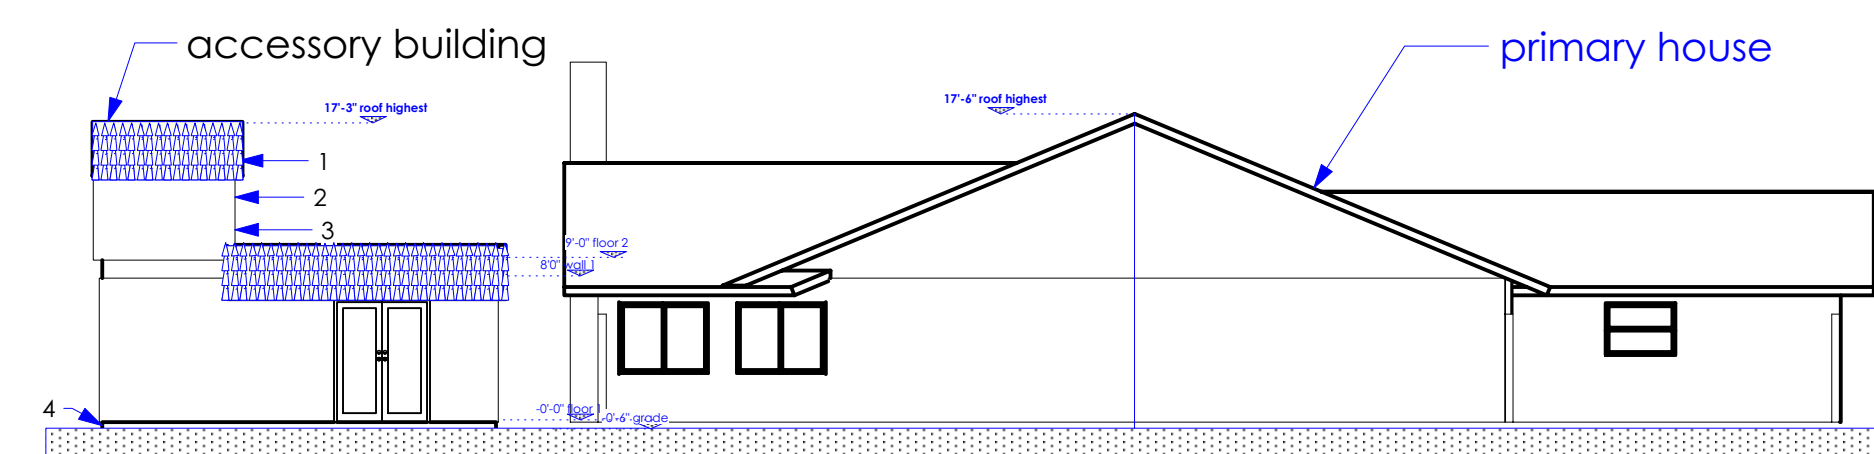 accessory building
primary house
17'-3" roof highest
17'-6" roof highest
1
2
3
9'-0" floor 2
8'0" wall 1
4
-0'-0" floor 1
-0'-6" grade